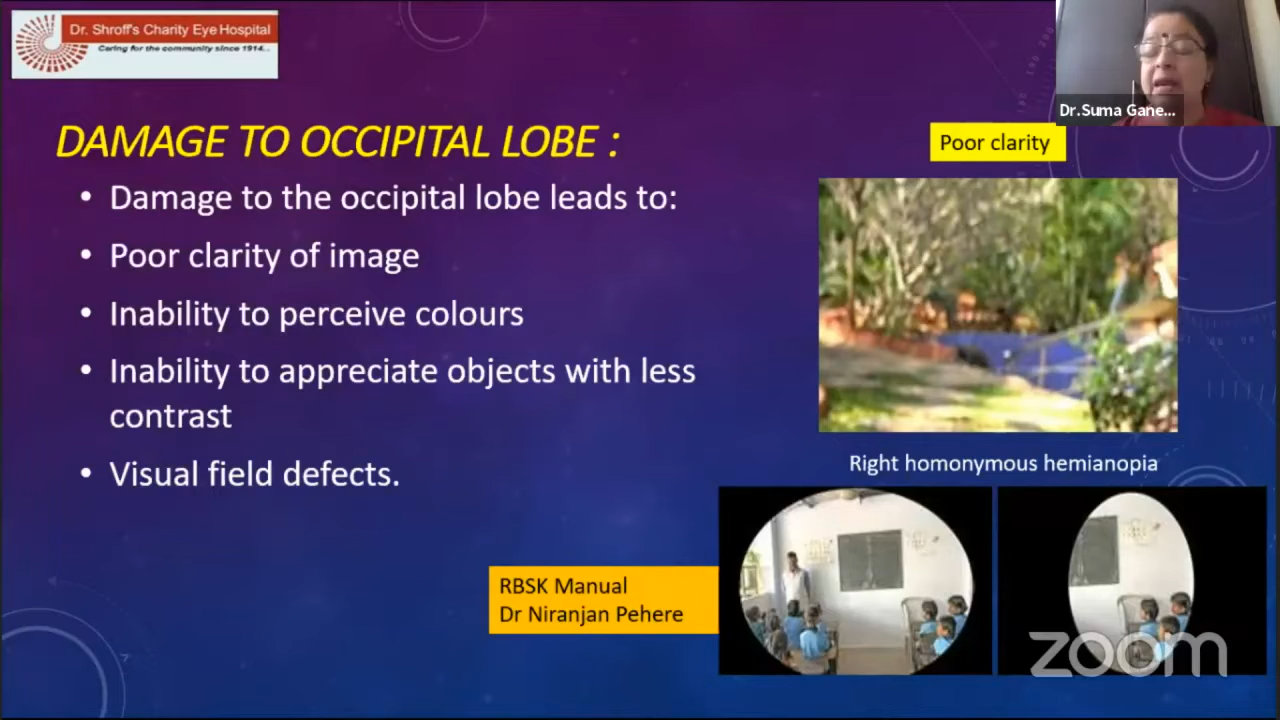 Dr. Shroff's Charity Eye Hospital
Caring for the community since 1914...
Dr.Suma Gane...
DAMAGE TO OCCIPITAL LOBE :
Poor clarity
• Damage to the occipital lobe leads to:
• Poor clarity of image
• Inability to perceive colours
• Inability to appreciate objects with less
contrast
• Visual field defects.
Right homonymous hemianopia
RBSK Manual
Dr Niranjan Pehere
zoom